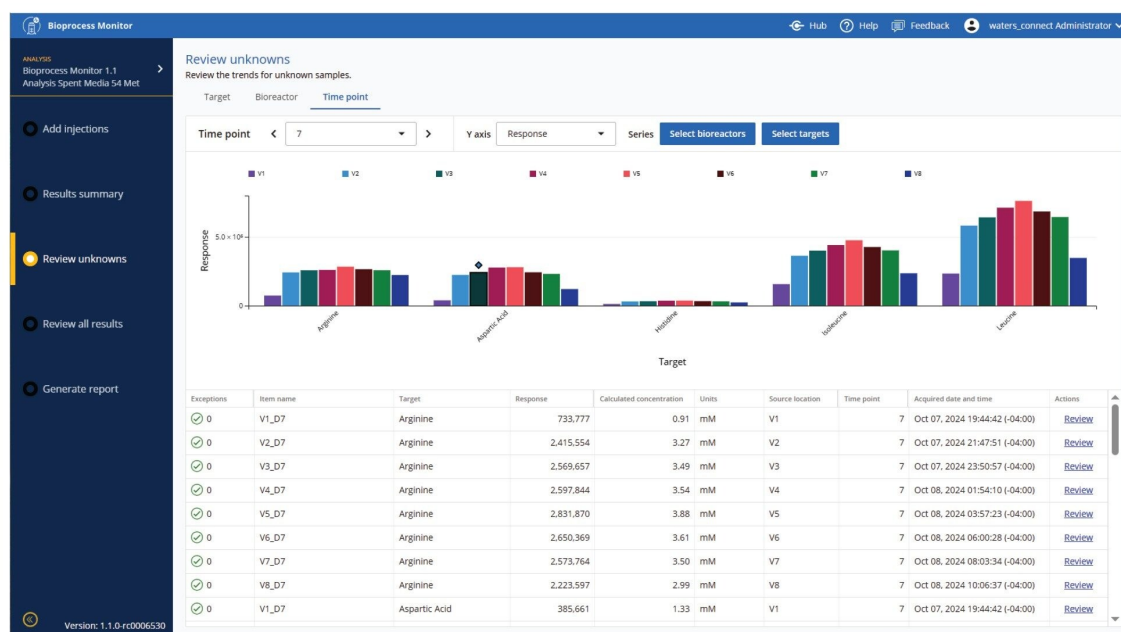 Bioprocess Monitor
Hub Help Feedback waters_connect Administrator
ANALYSIS
Bioprocess Monitor 1.1
Analysis Spent Media 54 Met
Add injections
Results summary
Review unknowns
Review all results
Generate report
Version: 1.1.0-rc0006530
Review unknowns
Review the trends for unknown samples.
Target Bioreactor Time point
Time point 7 Y axis Response Series Select bioreactors Select targets
V1 V2 V3 V4 V5 V6 V7 V8
Response
5.0 × 10⁶
0
Arginine Aspartic Acid Histidine Isoleucine Leucine
Target
Exceptions Item name Target Response Calculated concentration Units Source location Time point Acquired date and time Actions
0 V1_D7 Arginine 733,777 0.91 mM V1 7 Oct 07, 2024 19:44:42 (-04:00) Review
0 V2_D7 Arginine 2,415,554 3.27 mM V2 7 Oct 07, 2024 21:47:51 (-04:00) Review
0 V3_D7 Arginine 2,569,657 3.49 mM V3 7 Oct 07, 2024 23:50:57 (-04:00) Review
0 V4_D7 Arginine 2,597,844 3.54 mM V4 7 Oct 08, 2024 01:54:10 (-04:00) Review
0 V5_D7 Arginine 2,831,870 3.88 mM V5 7 Oct 08, 2024 03:57:23 (-04:00) Review
0 V6_D7 Arginine 2,650,369 3.61 mM V6 7 Oct 08, 2024 06:00:28 (-04:00) Review
0 V7_D7 Arginine 2,573,764 3.50 mM V7 7 Oct 08, 2024 08:03:34 (-04:00) Review
0 V8_D7 Arginine 2,223,597 2.99 mM V8 7 Oct 08, 2024 10:06:37 (-04:00) Review
0 V1_D7 Aspartic Acid 385,661 1.33 mM V1 7 Oct 07, 2024 19:44:42 (-04:00) Review